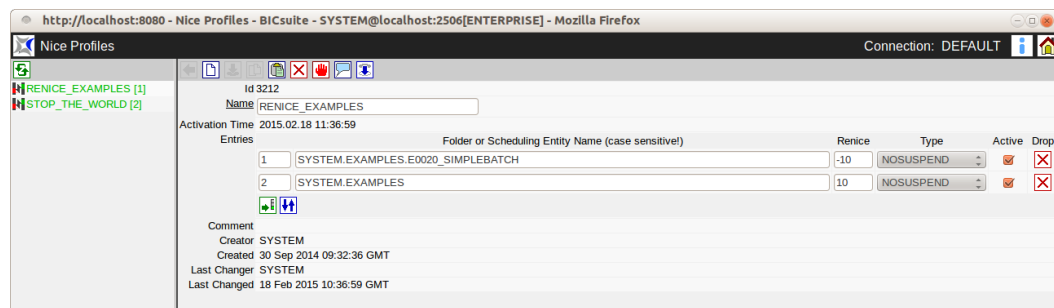 http://localhost:8080 - Nice Profiles - BICsuite - SYSTEM@localhost:2506[ENTERPRISE] - Mozilla Firefox
Nice Profiles Connection: DEFAULT
RENICE_EXAMPLES [1]
STOP_THE_WORLD [2]
Id 3212
Name RENICE_EXAMPLES
Activation Time 2015.02.18 11:36:59
Entries Folder or Scheduling Entity Name (case sensitive!) Renice Type Active Drop
1 SYSTEM.EXAMPLES.E0020_SIMPLEBATCH -10 NOSUSPEND
2 SYSTEM.EXAMPLES 10 NOSUSPEND
Comment
Creator SYSTEM
Created 30 Sep 2014 09:32:36 GMT
Last Changer SYSTEM
Last Changed 18 Feb 2015 10:36:59 GMT